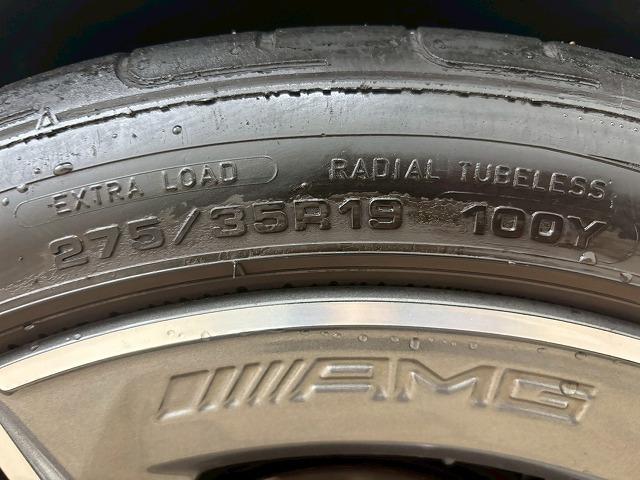 EXTRA LOAD RADIAL TUBELESS
275/35R19 100Y
AMG